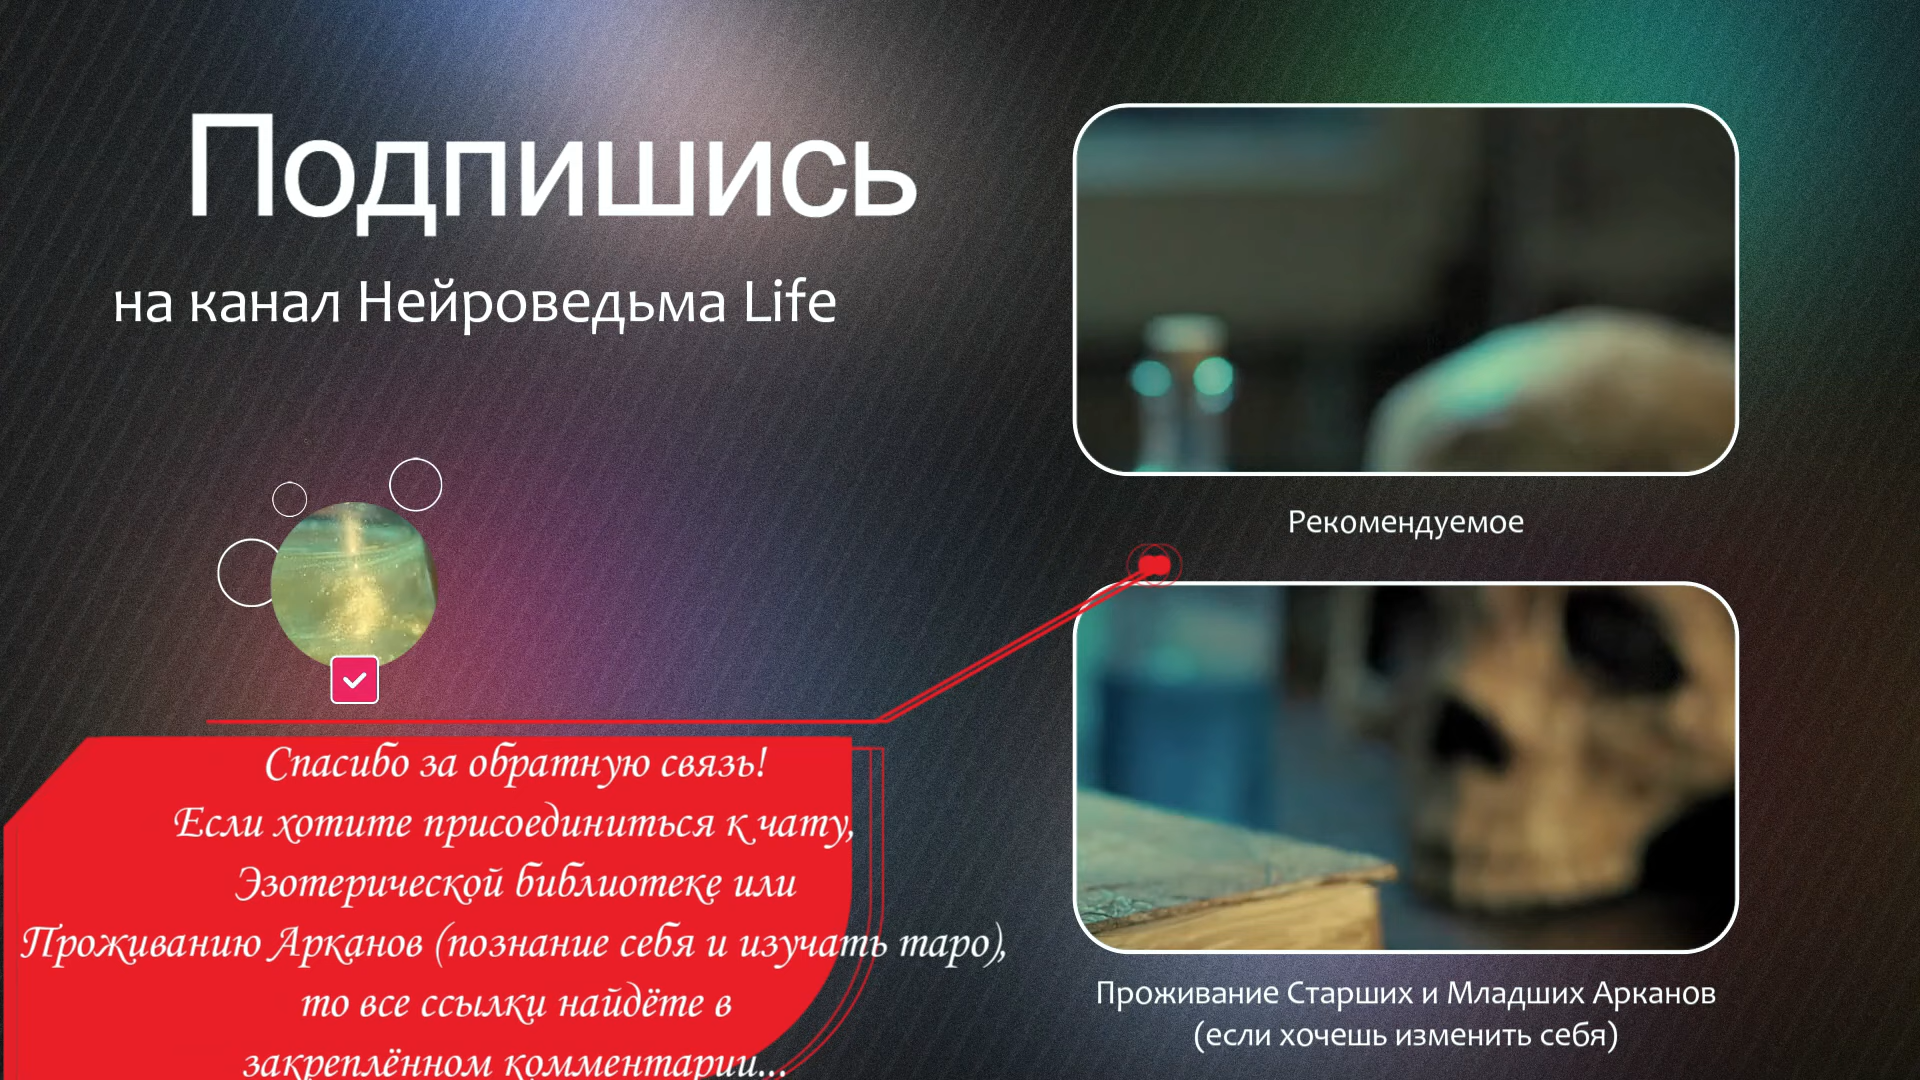 Подпишись
на канал Нейроведьма Life
Рекомендуемое
Спасибо за обратную связь!
Если хотите присоединиться к чату,
Эзотерической библиотеке или
Проживанию Арканов (познание себя и изучать таро),
то все ссылки найдёте в
закреплённом комментарии...
Проживание Старших и Младших Арканов
(если хочешь изменить себя)